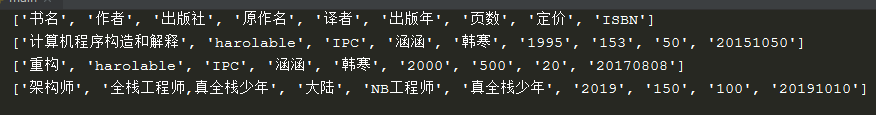 ['书名', '作者', '出版社', '原作名', '译者', '出版年', '页数', '定价', 'ISBN']
['计算机程序构造和解释', 'harolable', 'IPC', '涵涵', '韩寒', '1995', '153', '50', '20151050']
['重构', 'harolable', 'IPC', '涵涵', '韩寒', '2000', '500', '20', '20170808']
['架构师', '全栈工程师,真全栈少年', '大陆', 'NB工程师', '真全栈少年', '2019', '150', '100', '20191010']